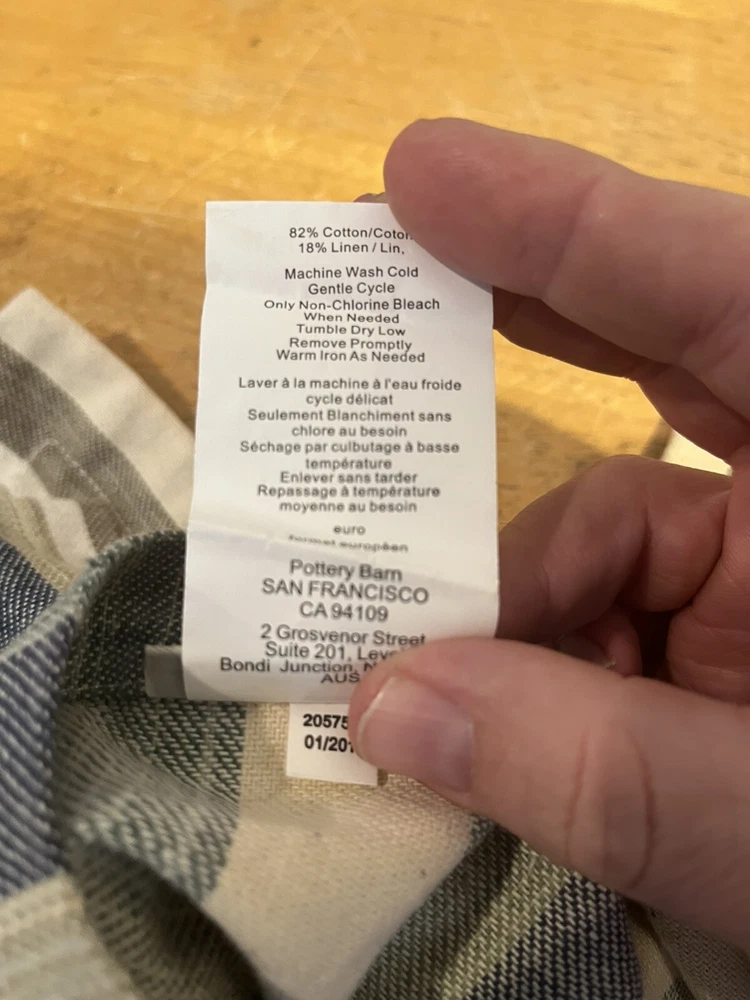 82% Cotton/Coton
18% Linen / Lin,
Machine Wash Cold
Gentle Cycle
Only Non-Chlorine Bleach
When Needed
Tumble Dry Low
Remove Promptly
Warm Iron As Needed
Laver à la machine à l'eau froide
cycle délicat
Seulement Blanchiment sans
chlore au besoin
Séchage par culbutage à basse
température
Enlever sans tarder
Repassage à température
moyenne au besoin
euro
format européen
Pottery Barn
SAN FRANCISCO
CA 94109
2 Grosvenor Street
Suite 201,
Bondi Junction,
AUS